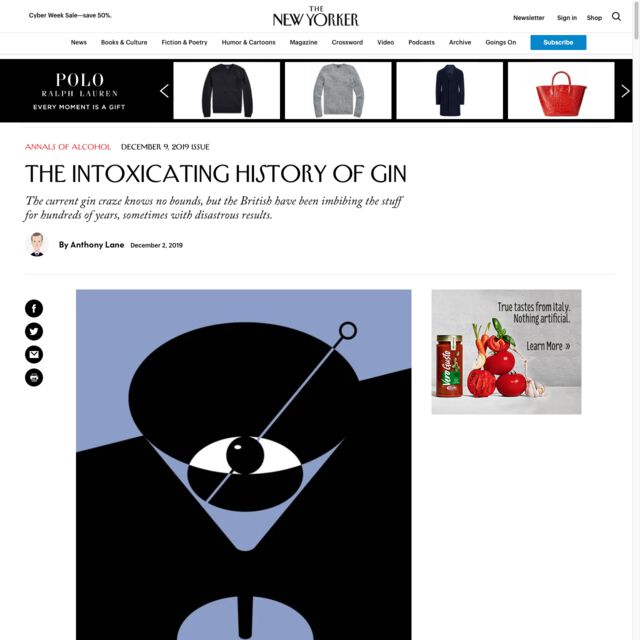 Cyber Week Sale—save 50%.
THE
NEW YORKER
Newsletter Sign in Shop
News Books & Culture Fiction & Poetry Humor & Cartoons Magazine Crossword Video Podcasts Archive Goings On Subscribe
POLO
RALPH LAUREN
EVERY MOMENT IS A GIFT
ANNALS OF ALCOHOL DECEMBER 9, 2019 ISSUE
THE INTOXICATING HISTORY OF GIN
The current gin craze knows no bounds, but the British have been imbibing the stuff
for hundreds of years, sometimes with disastrous results.
By Anthony Lane December 2, 2019
True tastes from Italy.
Nothing artificial.
Learn More »
Vero Gusto